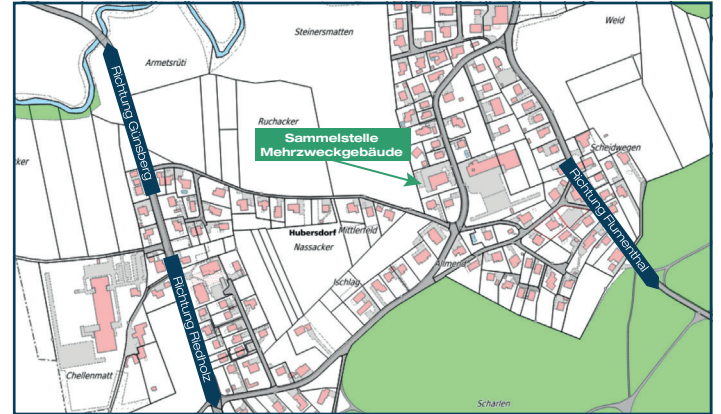 Steinersmatten
Weid
Armetsrüti
Richtung Günsberg
Ruchacker
Sammelstelle
Mehrzweckgebäude
Scheidwegen
cker
Richtung Flumenthal
Hubersdorf
Mittlerfeld
Nassacker
Allmend
Ischlag
Richtung Riedholz
Chellenmatt
Scharlen